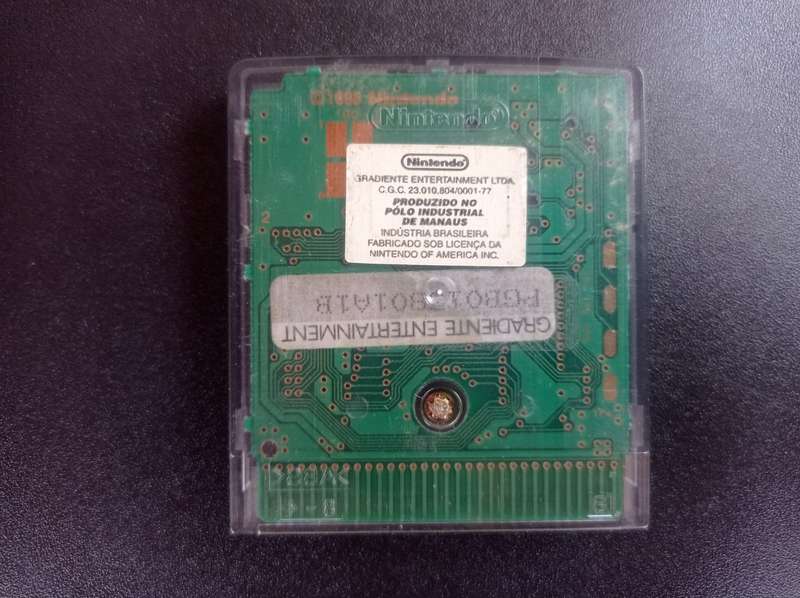 Nintendo
Nintendo
GRADIENTE ENTERTAINMENT LTDA.
C.G.C. 23.010.804/0001-77
PRODUZIDO NO
PÓLO INDUSTRIAL
DE MANAUS
INDÚSTRIA BRASILEIRA
FABRICADO SOB LICENÇA DA
NINTENDO OF AMERICA INC.
2
GRADIENTE ENTERTAINMENT